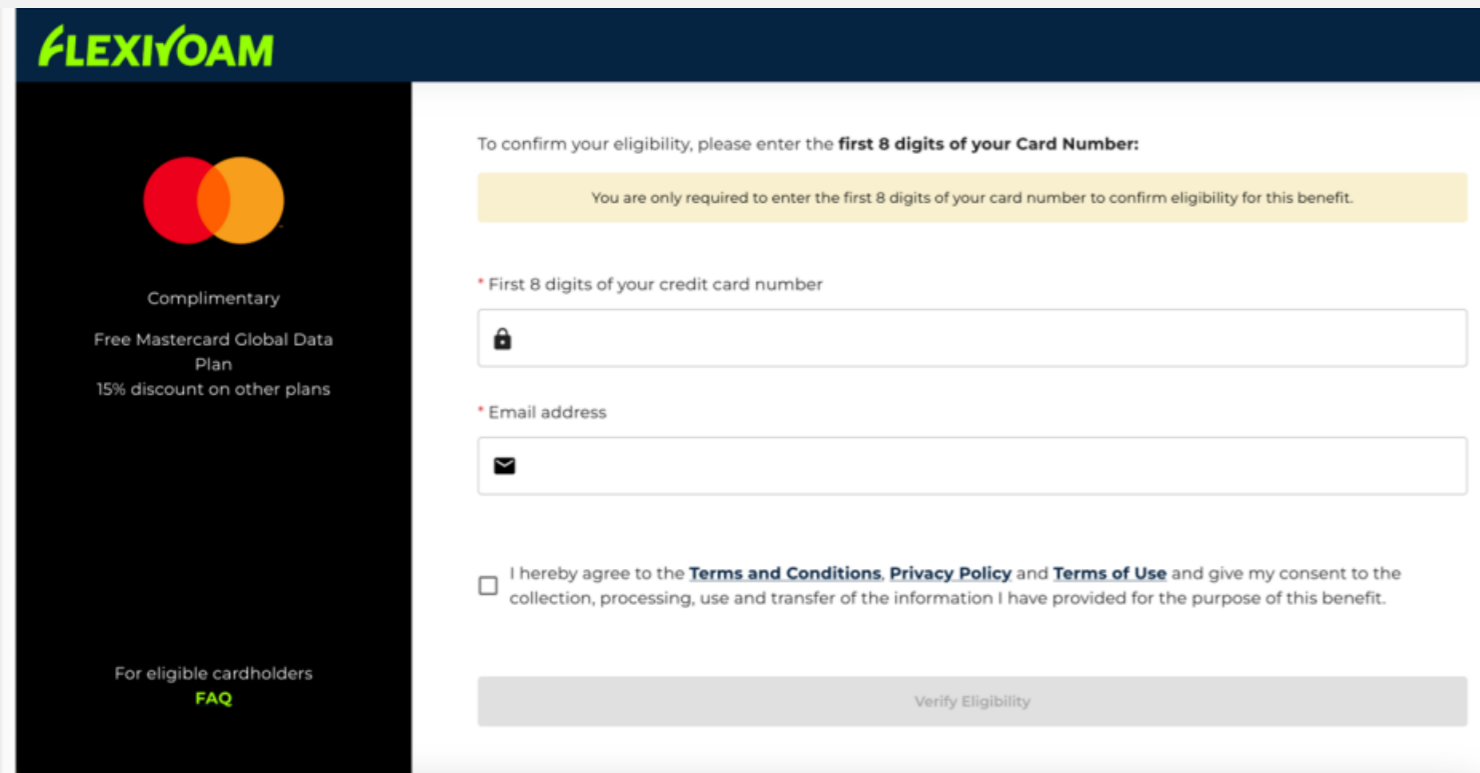 FLEXIROAM
Complimentary
Free Mastercard Global Data
Plan
15% discount on other plans
For eligible cardholders
FAQ
To confirm your eligibility, please enter the first 8 digits of your Card Number:
You are only required to enter the first 8 digits of your card number to confirm eligibility for this benefit.
* First 8 digits of your credit card number
* Email address
I hereby agree to the Terms and Conditions, Privacy Policy and Terms of Use and give my consent to the
collection, processing, use and transfer of the information I have provided for the purpose of this benefit.
Verify Eligibility